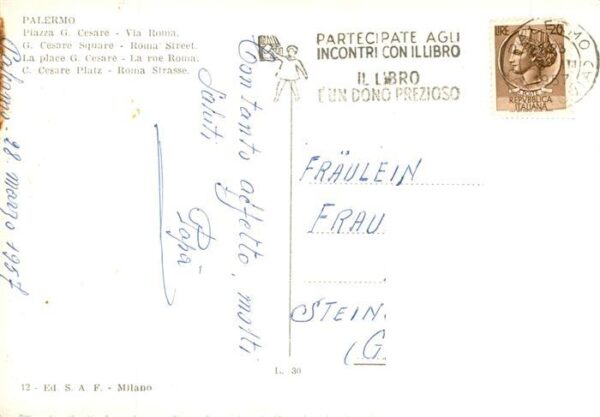 PALERMO
Piazza G. Cesare - Via Roma.
G. Cesare Square - Roma Street.
La place G. Cesare - La rue Roma.
C. Cesare Platz - Roma Strasse.
Palermo - 28 marzo 1957
Con tanto affetto, molti
saluti
Papà
PARTECIPATE AGLI
INCONTRI CON IL LIBRO
IL LIBRO
È UN DONO PREZIOSO
LIRE 20
REPVBBLICA
ITALIANA
FRÄULEIN
FRAU
STEIN.
(G.
L. 30
12 - Ed. S. A. F. - Milano